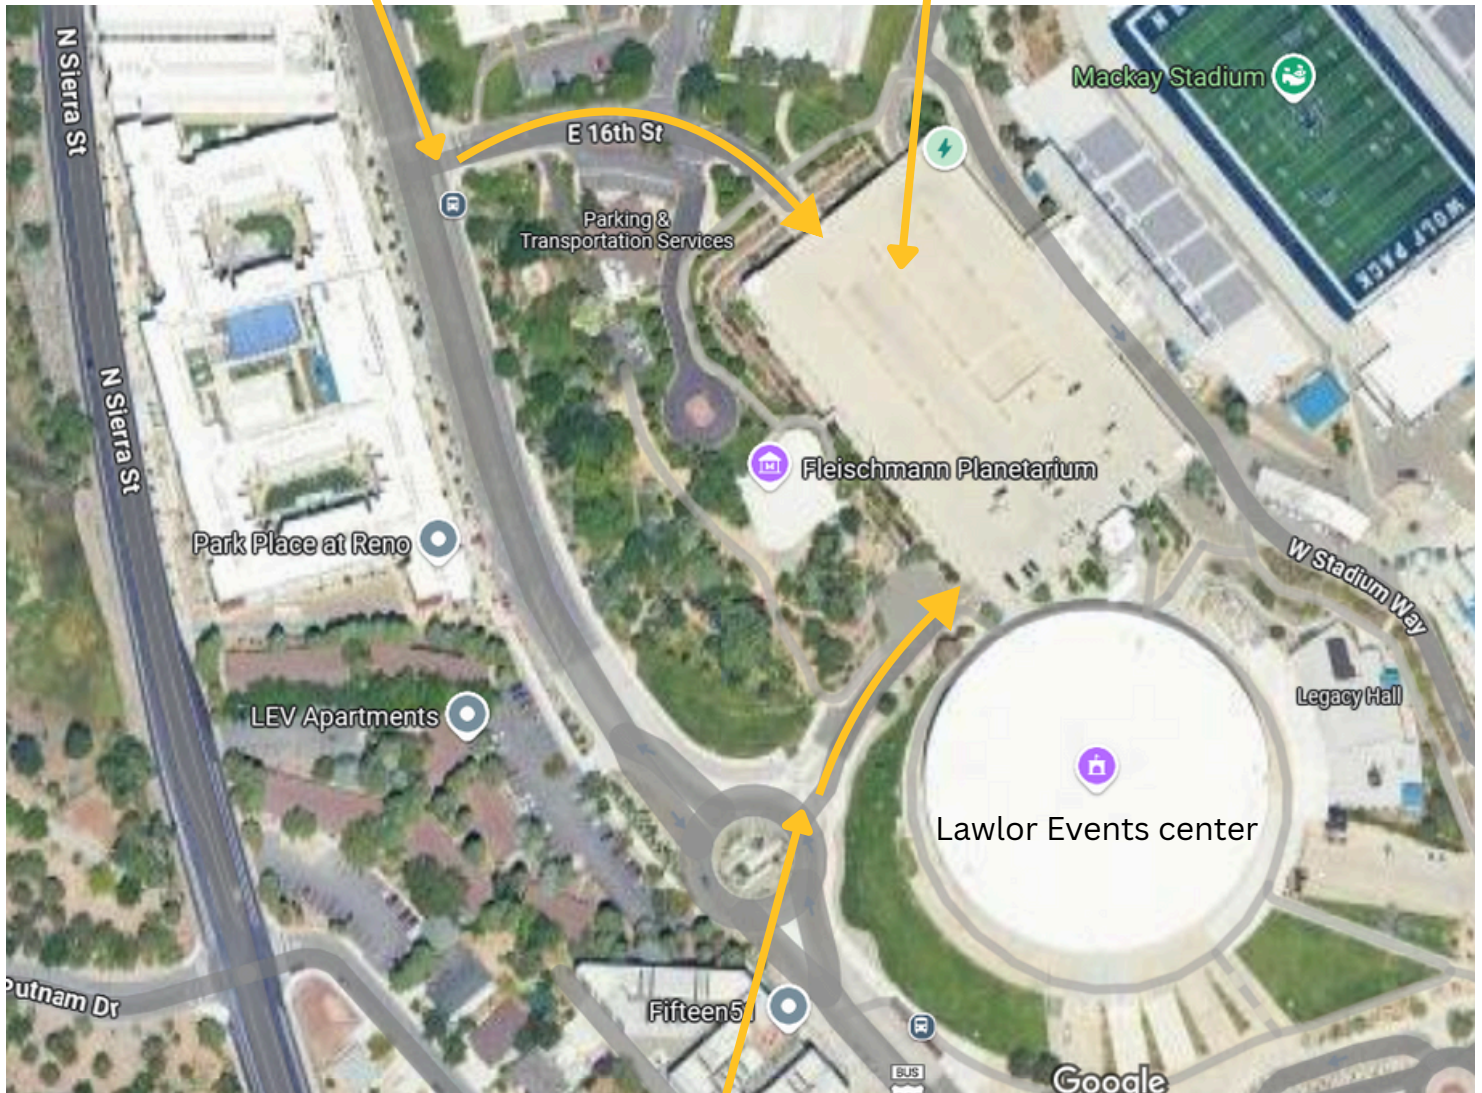 N Sierra St
E 16th St
Mackay Stadium
Parking &
Transportation Services
WOLF PACK
N Sierra St
Fleischmann Planetarium
Park Place at Reno
W Stadium Way
LEV Apartments
Legacy Hall
Lawlor Events center
Putnam Dr
Fifteen51
BUS
Google